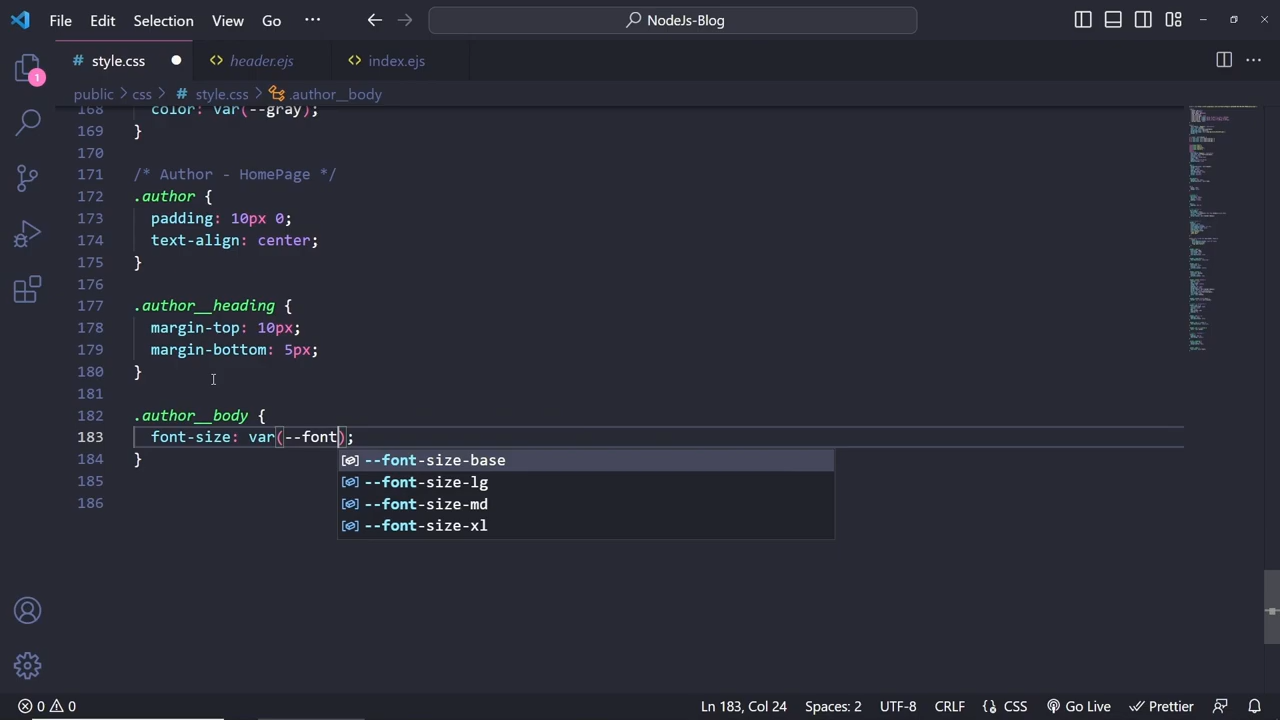 File Edit Selection View Go ··· NodeJs-Blog
# style.css header.ejs index.ejs
public > css > # style.css > .author__body
168 color: var(--gray);
169 }
170
171 /* Author - HomePage */
172 .author {
173 padding: 10px 0;
174 text-align: center;
175 }
176
177 .author__heading {
178 margin-top: 10px;
179 margin-bottom: 5px;
180 }
181
182 .author__body {
183 font-size: var(--font);
--font-size-base
184 }
--font-size-lg
185
--font-size-md
186
--font-size-xl
1
0 0 Ln 183, Col 24 Spaces: 2 UTF-8 CRLF CSS Go Live Prettier